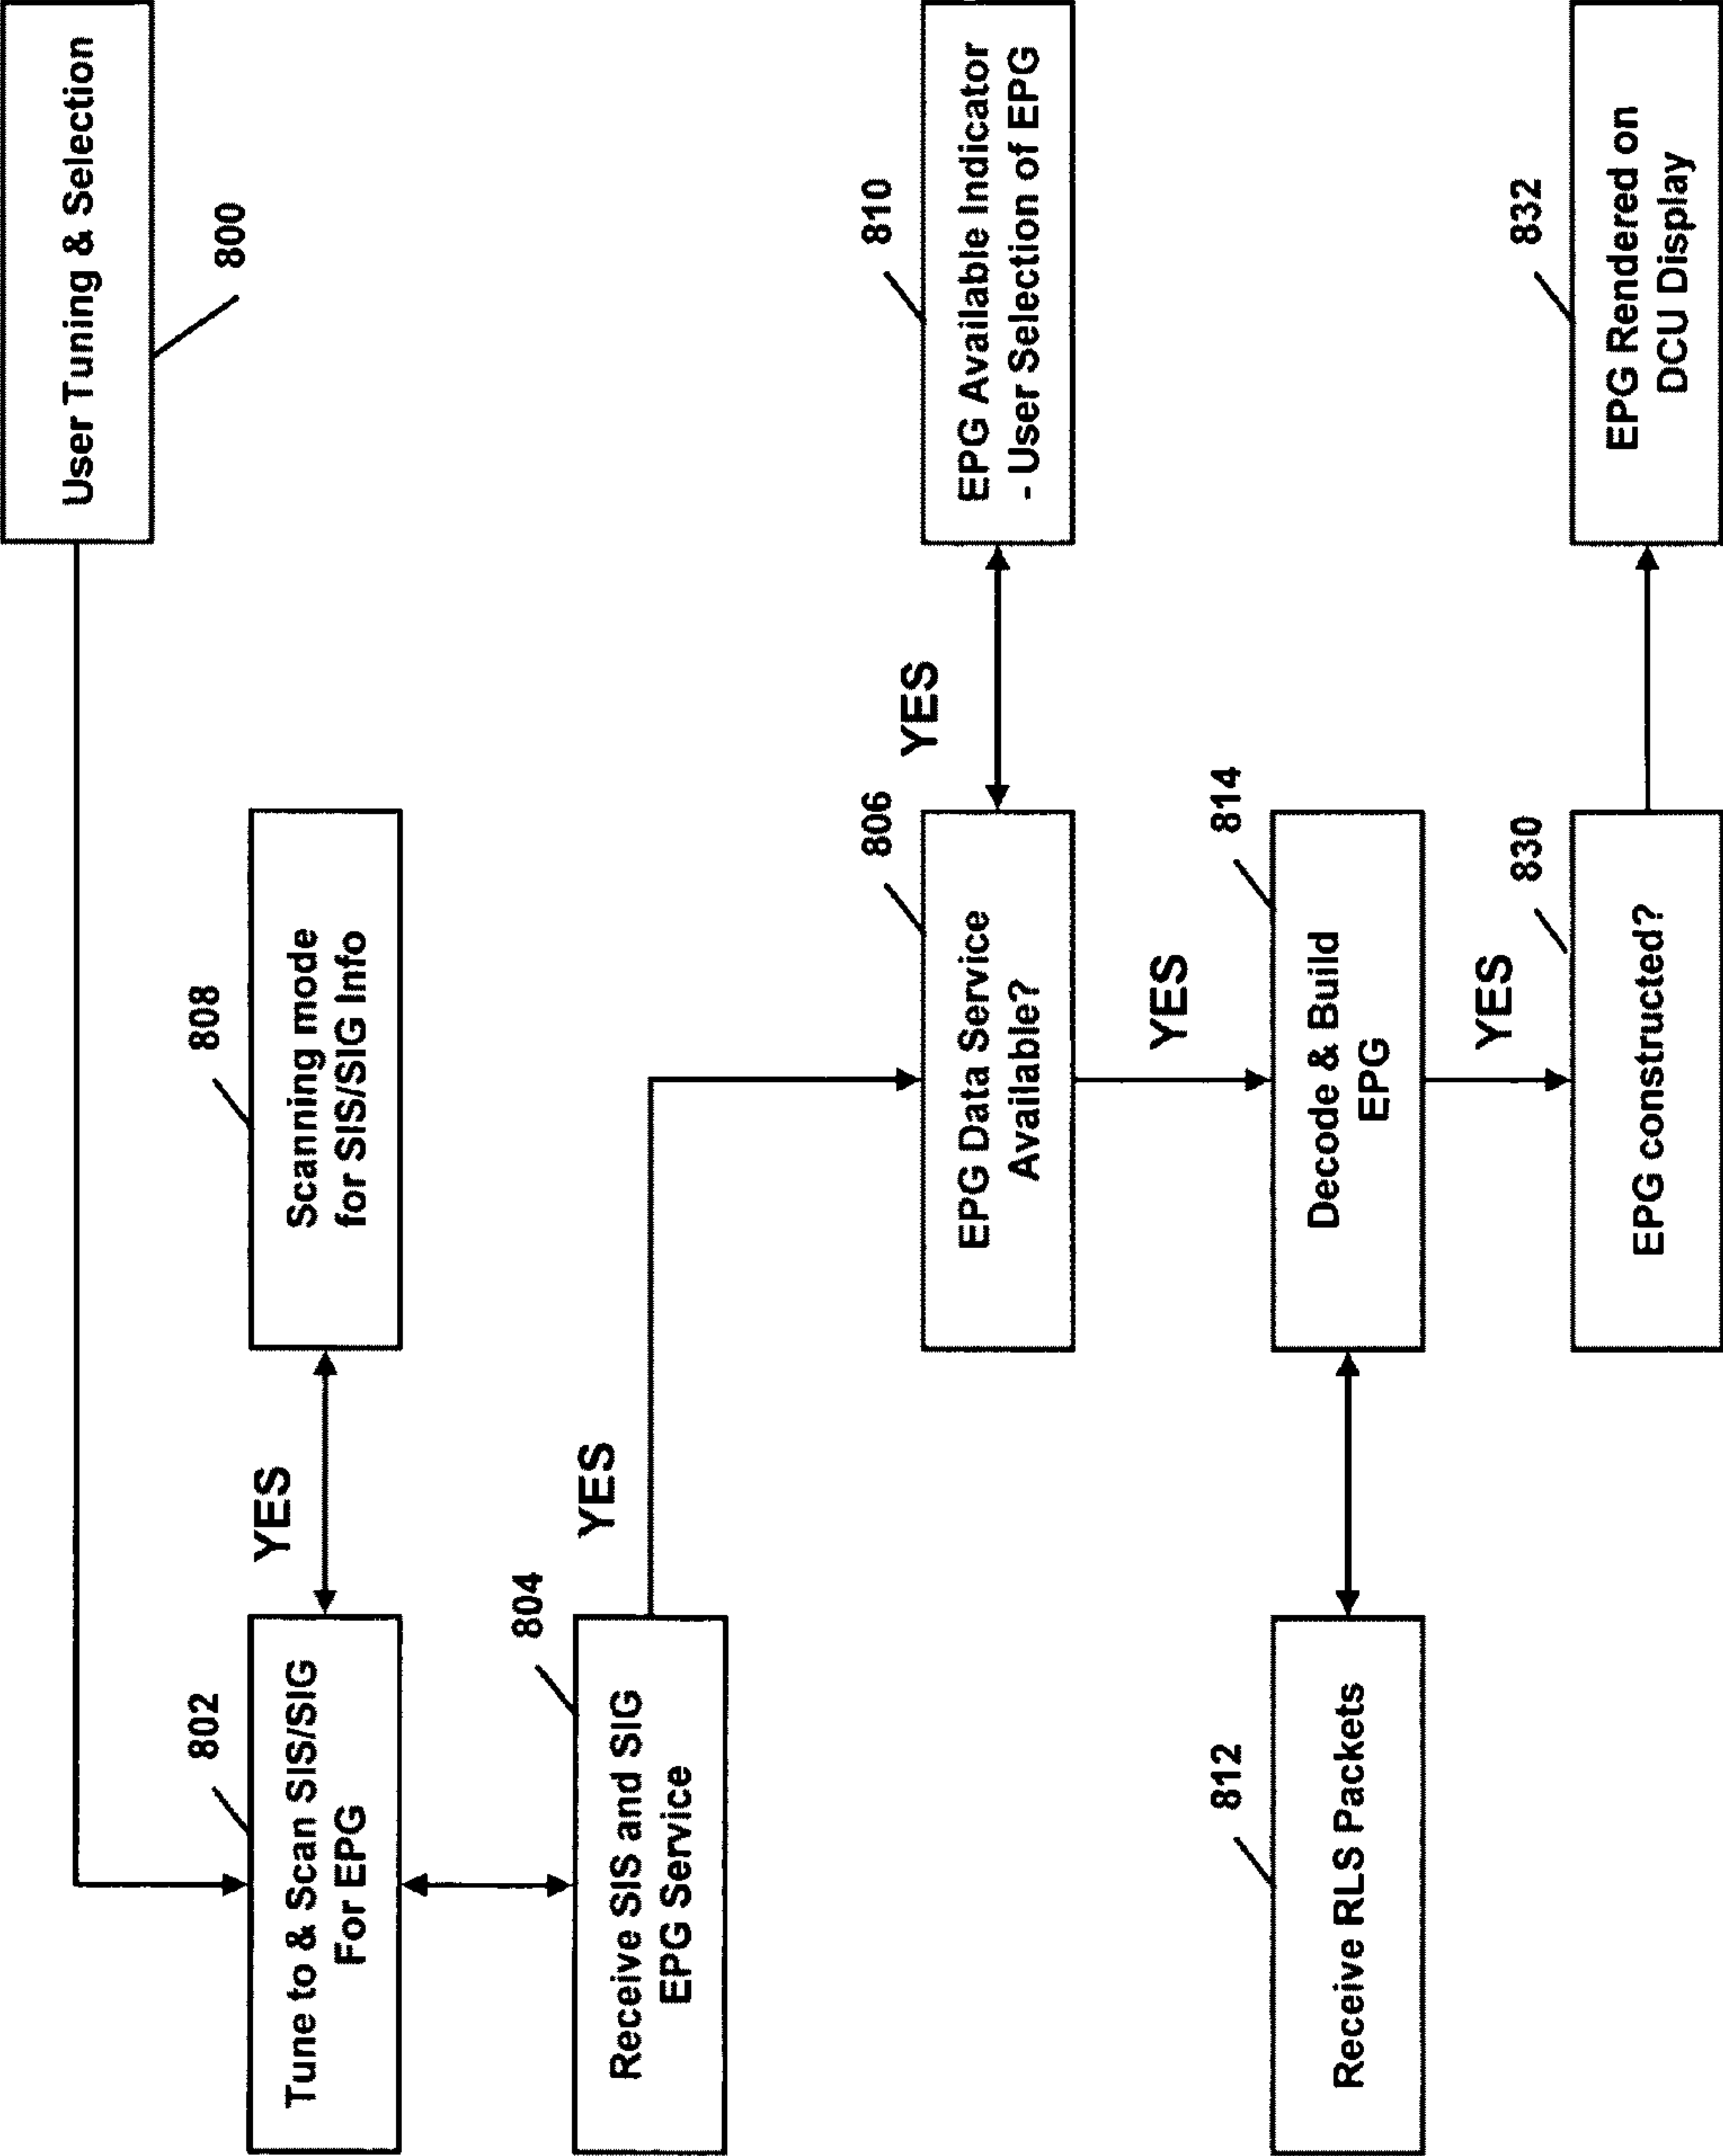 User Tuning & Selection
800
802
Tune to & Scan SIS/SIG
For EPG
YES
808
Scanning mode
for SIS/SIG Info
804
Receive SIS and SIG
EPG Service
YES
806
EPG Data Service
Available?
YES
810
EPG Available Indicator
- User Selection of EPG
YES
812
Receive RLS Packets
814
Decode & Build
EPG
YES
830
EPG constructed?
832
EPG Rendered on
DCU Display